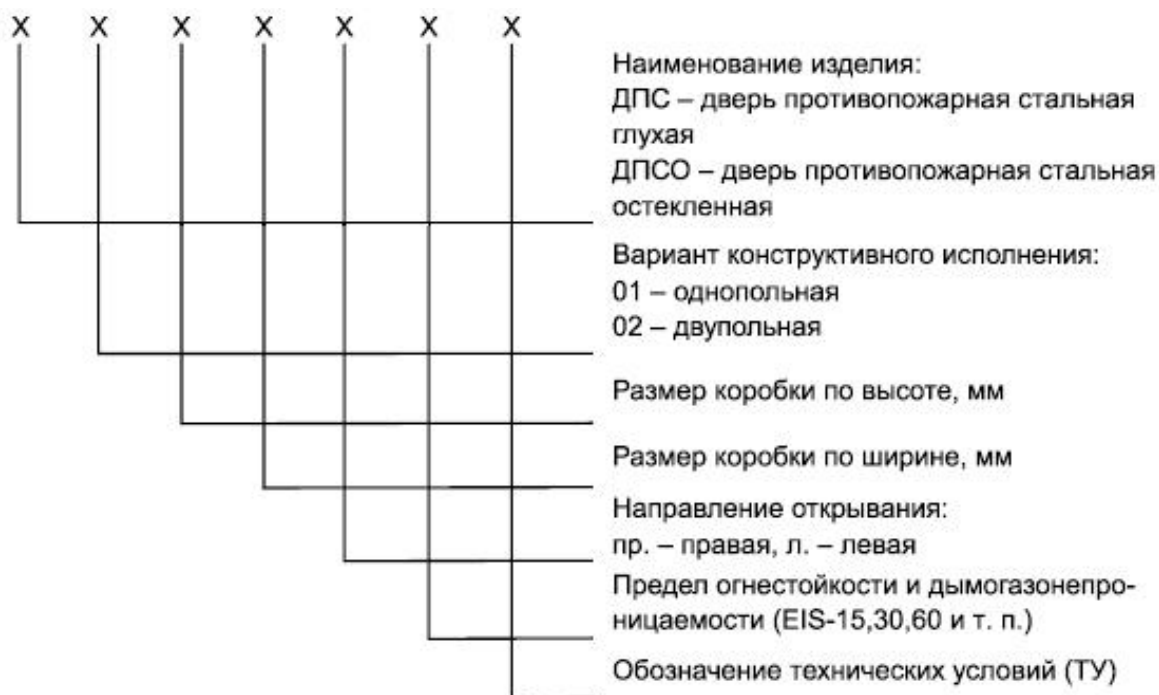 X X X X X X X
Наименование изделия:
ДПС – дверь противопожарная стальная
глухая
ДПСО – дверь противопожарная стальная
остекленная
Вариант конструктивного исполнения:
01 – однопольная
02 – двупольная
Размер коробки по высоте, мм
Размер коробки по ширине, мм
Направление открывания:
пр. – правая, л. – левая
Предел огнестойкости и дымогазонепро-
ницаемости (EIS-15,30,60 и т. п.)
Обозначение технических условий (ТУ)